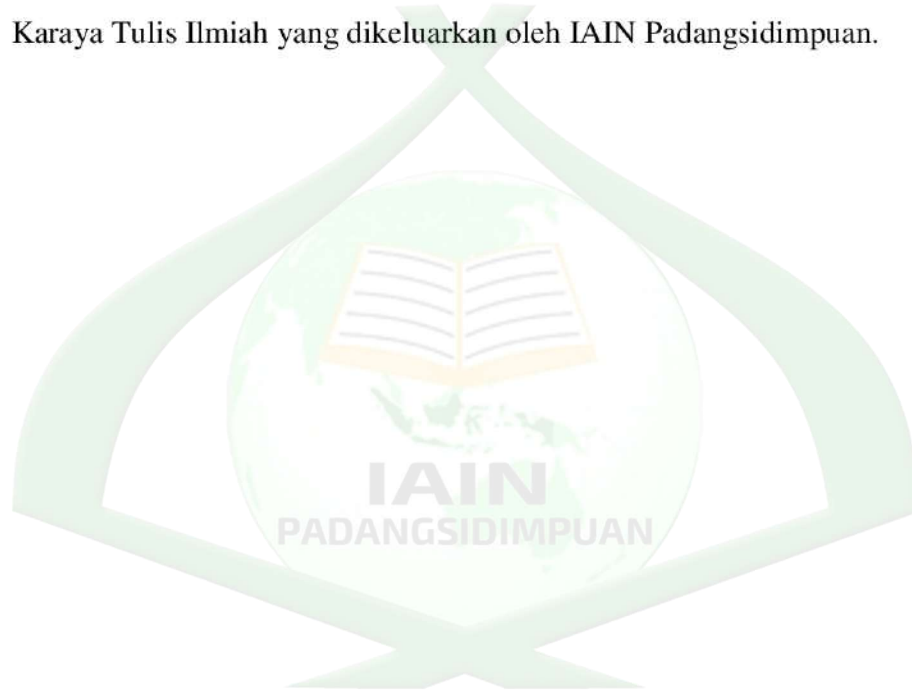 Karaya Tulis Ilmiah yang dikeluarkan oleh IAIN Padangsidimpuan.
IAIN
PADANGSIDIMPUAN